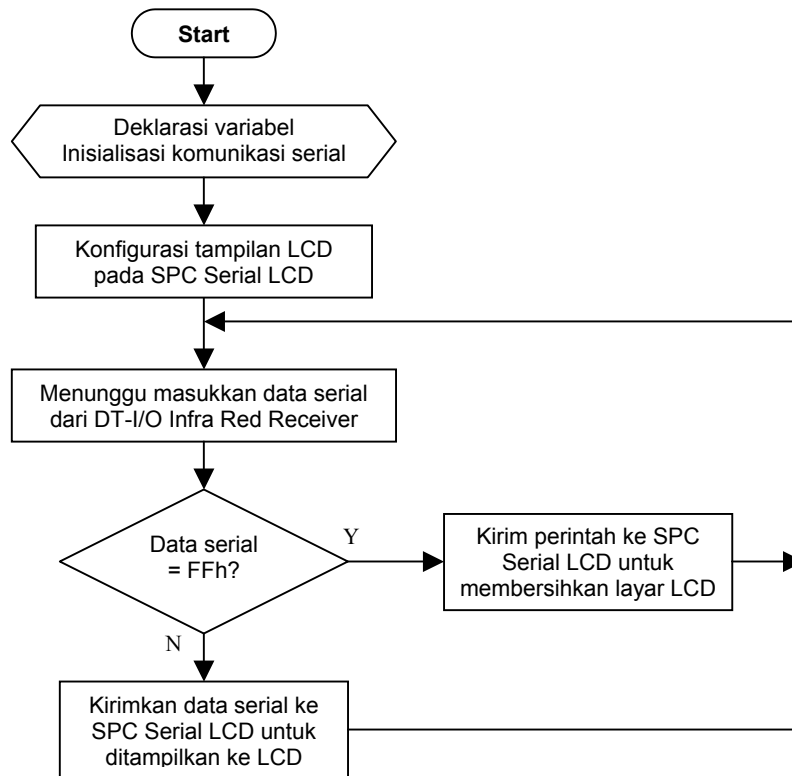 Start
Deklarasi variabel
Inisialisasi komunikasi serial
Konfigurasi tampilan LCD
pada SPC Serial LCD
Menunggu masukkan data serial
dari DT-I/O Infra Red Receiver
Data serial
= FFh?
Y
Kirim perintah ke SPC
Serial LCD untuk
membersihkan layar LCD
N
Kirimkan data serial ke
SPC Serial LCD untuk
ditampilkan ke LCD